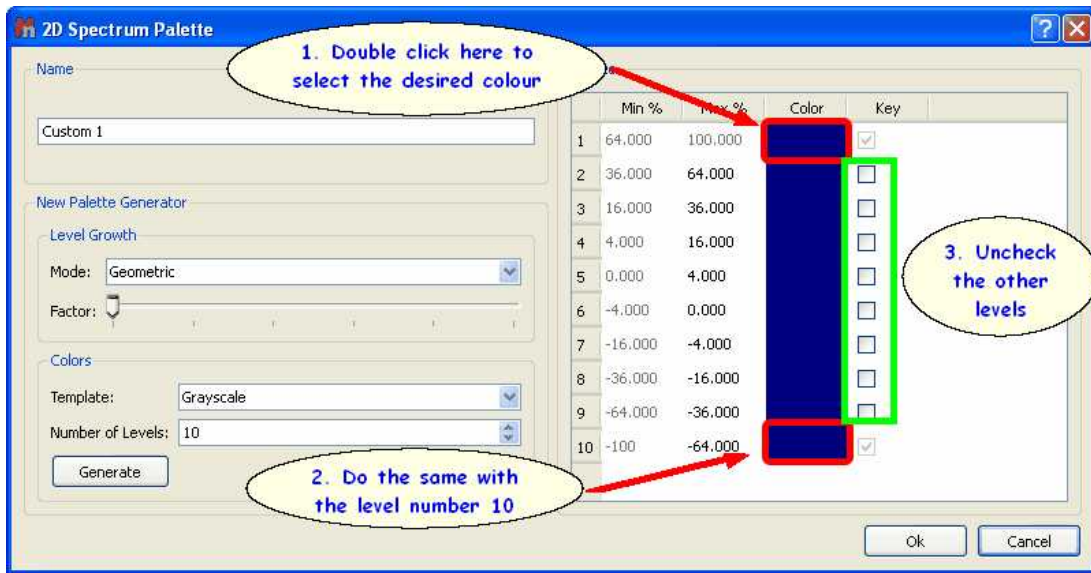 2D Spectrum Palette
1. Double click here to
select the desired colour
Name
Custom 1
New Palette Generator
Level Growth
Mode: Geometric
Factor:
Colors
Template: Grayscale
Number of Levels: 10
Generate
2. Do the same with
the level number 10
Min % Max % Color Key
1 64.000 100.000
2 36.000 64.000
3 16.000 36.000
4 4.000 16.000
5 0.000 4.000
6 -4.000 0.000
7 -16.000 -4.000
8 -36.000 -16.000
9 -64.000 -36.000
10 -100 -64.000
3. Uncheck
the other
levels
Ok Cancel